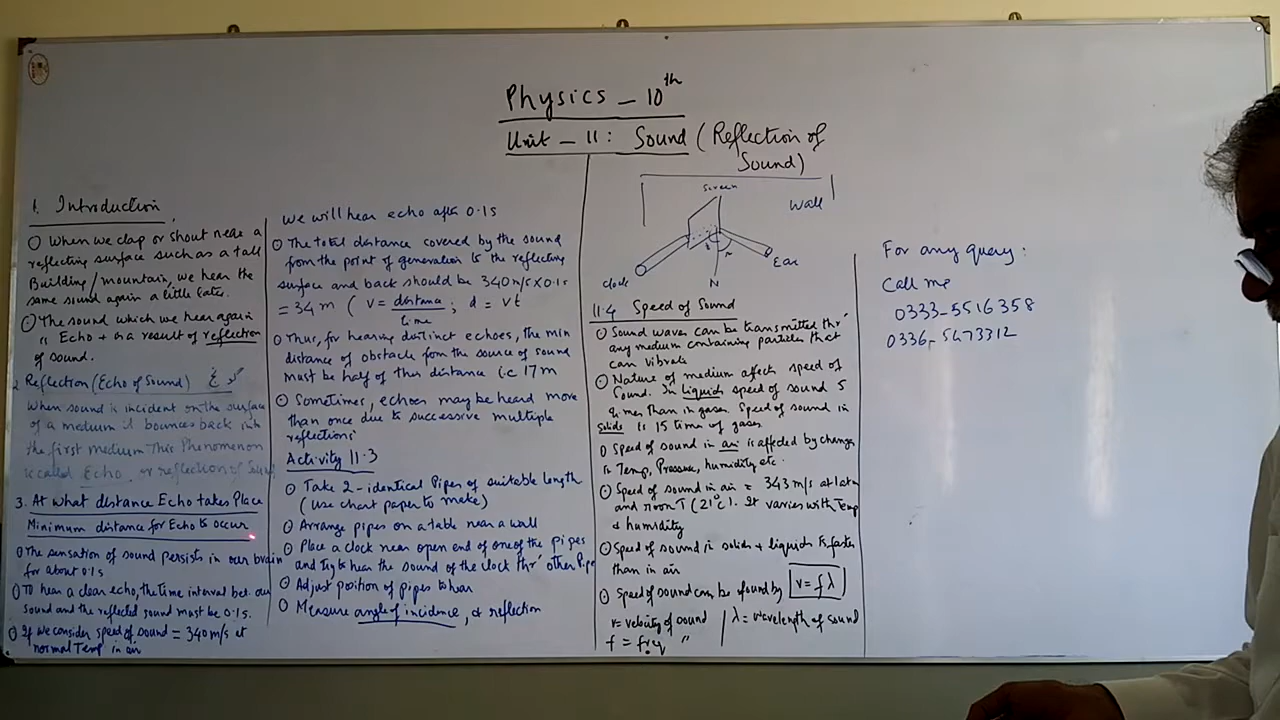 Physics - 10th
Unit - 11: Sound (Reflection of
Sound)
1. Introduction
When we clap or shout near a
reflecting surface such as a tall
Building/mountain, we hear the
same sound again a little later.
The sound which we hear again
is Echo + is a result of reflection
of sound.
2. Reflection (Echo of Sound)
When sound is incident on the surface
of a medium it bounces back into
the first medium This Phenomenon
is called Echo, or reflection of Sound
3. At what distance Echo takes Place
Minimum distance for Echo to occur
The sensation of sound persists in our brain
for about 0.1s
To hear a clear echo, the time interval bet. our
sound and the reflected sound must be 0.1s.
If we consider speed of sound = 340 m/s at
normal Temp in air
we will hear echo after 0.1s
The total distance covered by the sound
from the point of generation to the reflecting
surface and back should be 340 m/s x 0.1s
= 34 m ( v = distance ; d = vt
time
Thus, for hearing distinct echoes, the min
distance of obstacle from the source of sound
must be half of this distance i.e 17 m
Sometimes, echoes may be heard more
than once due to successive multiple
reflections
Activity 11.3
Take 2-identical Pipes of suitable length
(use chart paper to make)
Arrange pipes on a table near a wall
Place a clock near open end of one of the pipes
and try to hear the sound of the clock thr' other Pipe
Adjust position of pipes to hear
Measure angle of incidence, & reflection
Screen
Wall
i
r
Ear
clock
N
11.4 Speed of Sound
Sound waves can be transmitted thr'
any medium containing particles that
can vibrate
Nature of medium affects speed of
Sound. In Liquids speed of sound 5
times than in gases. Speed of sound in
Solids is 15 times of gases
Speed of sound in air is affected by changes
in Temp, Pressure, humidity etc.
Speed of sound in air = 343 m/s at 1 atm
and room T (21°C). It varies with Temp
& humidity
Speed of sound in solids + liquids is faster
than in air
Speed of sound can be found by v = fλ
v = velocity of sound
λ = wavelength of sound
f = freq "
For any query:
Call me
0333-5516358
0336-5473312